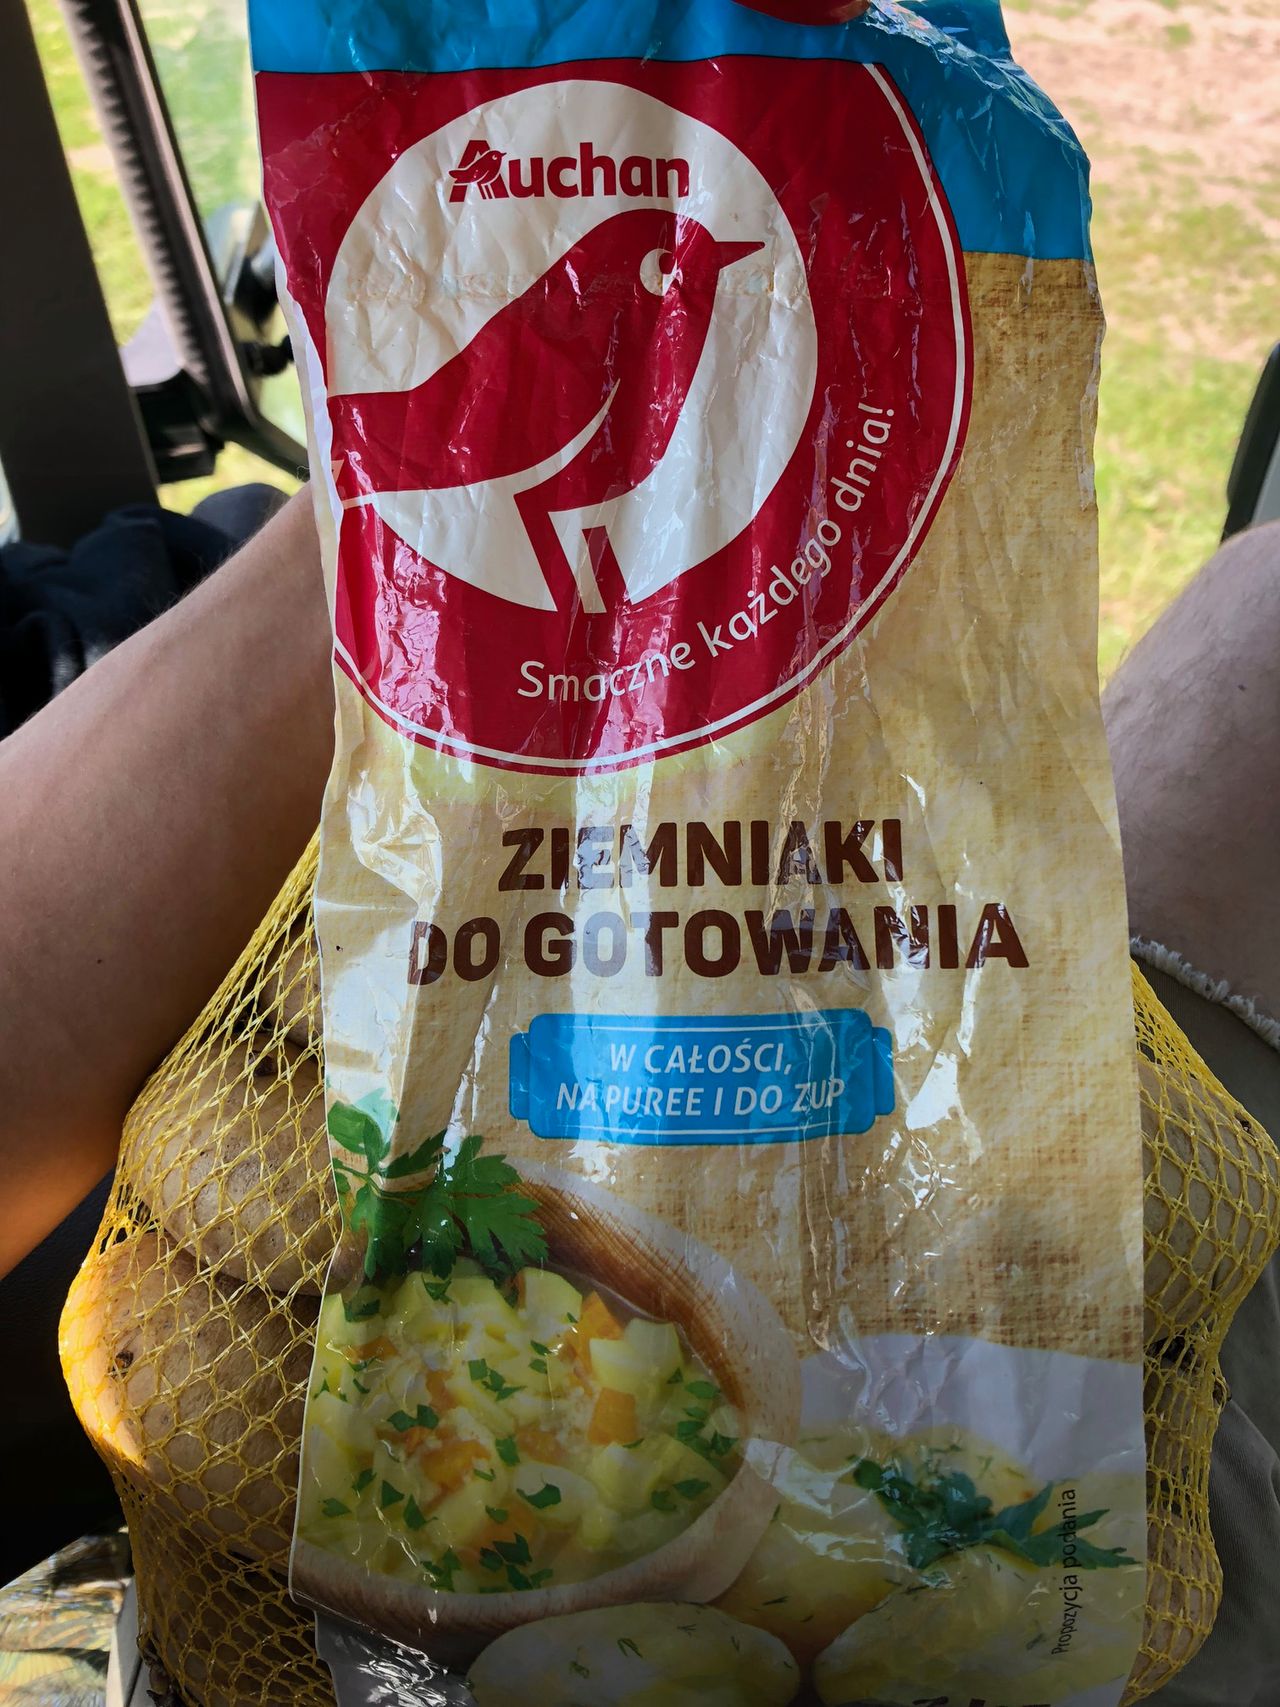 Auchan
Smaczne każdego dnia!
ZIEMNIAKI
DO GOTOWANIA
W CAŁOŚCI,
NA PUREE I DO ZUP
Propozycja podania